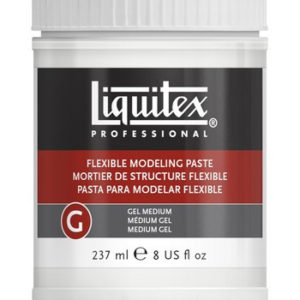 Liquitex®
PROFESSIONAL
FLEXIBLE MODELING PASTE
MORTIER DE STRUCTURE FLEXIBLE
PASTA PARA MODELAR FLEXIBLE
G
GEL MEDIUM
MÉDIUM GEL
MEDIUM GEL
237 ml ℮ 8 US fl oz